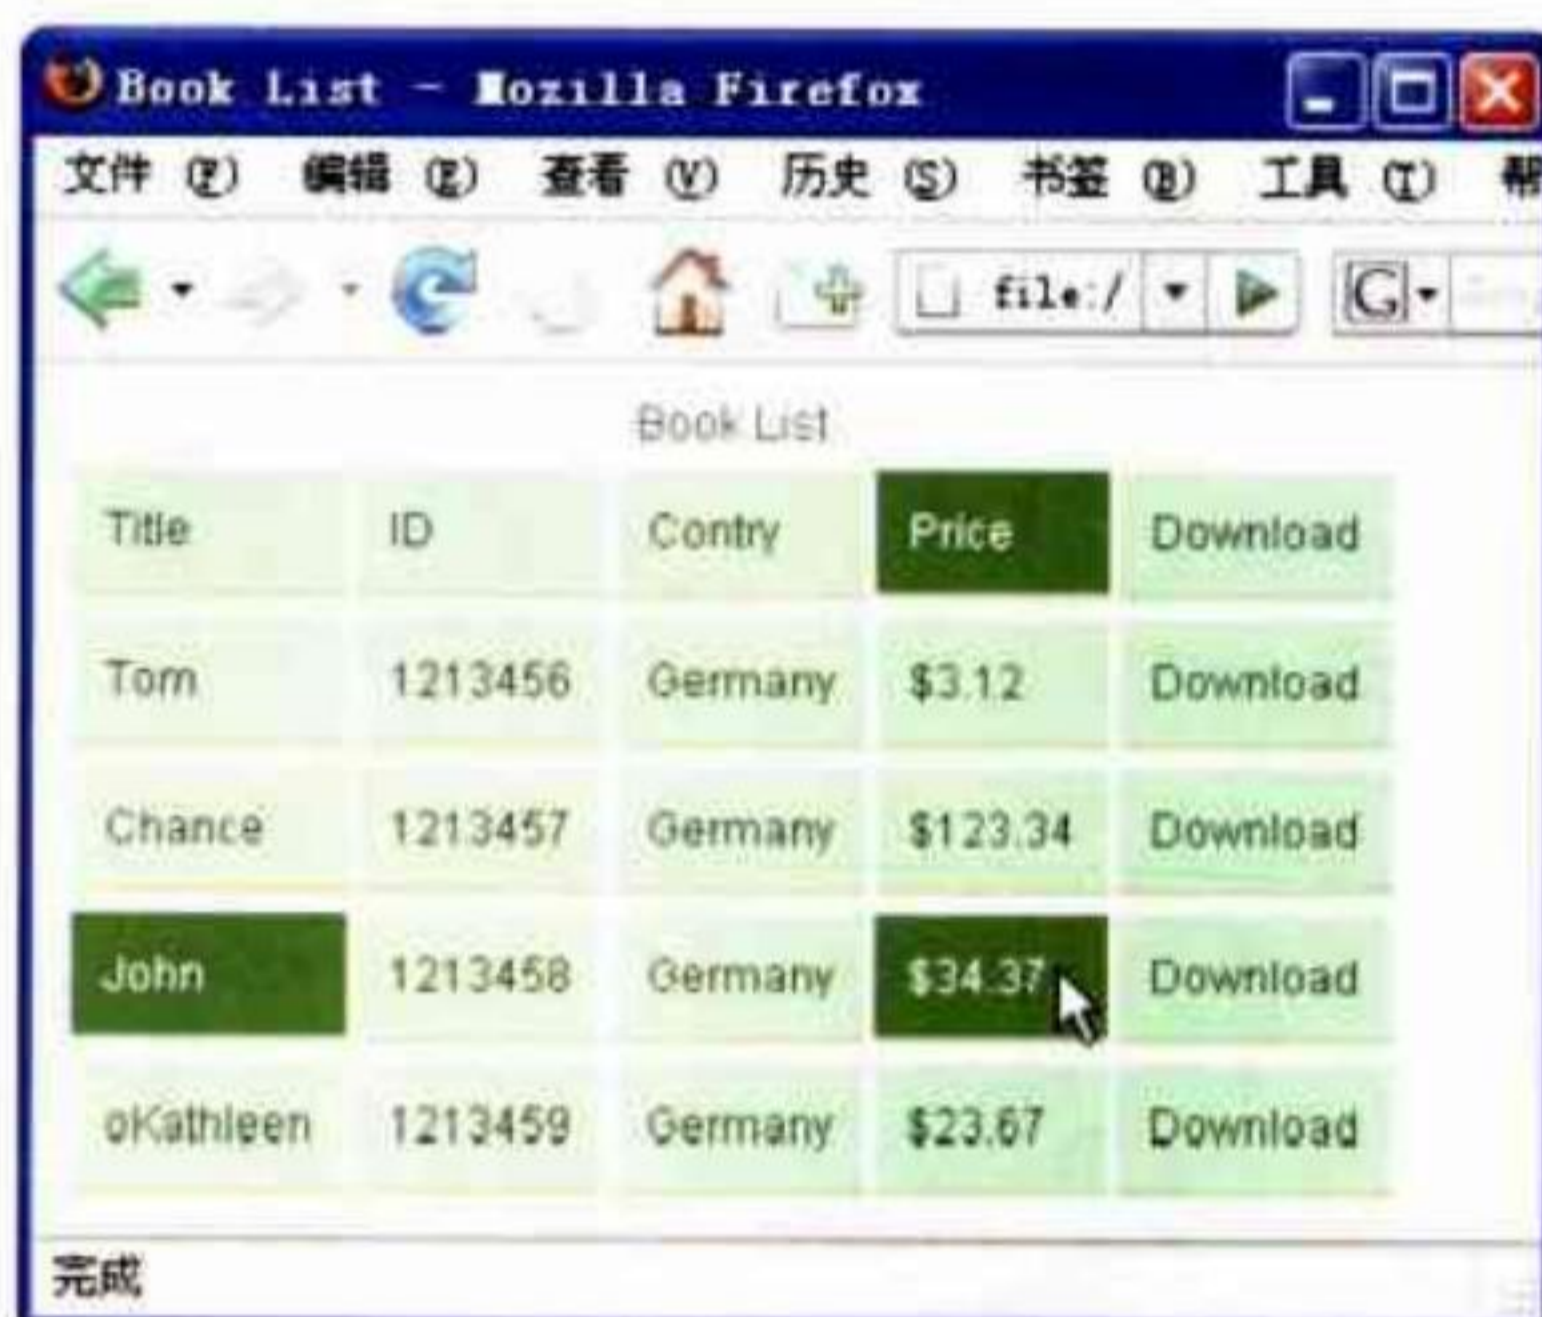 Book List - Mozilla Firefox
文件 (F) 编辑 (E) 查看 (V) 历史 (S) 书签 (B) 工具 (T) 帮
file:/ G
Book List
Title ID Contry Price Download
Tom 1213456 Germany $3.12 Download
Chance 1213457 Germany $123.34 Download
John 1213458 Germany $34.37 Download
oKathleen 1213459 Germany $23.67 Download
完成